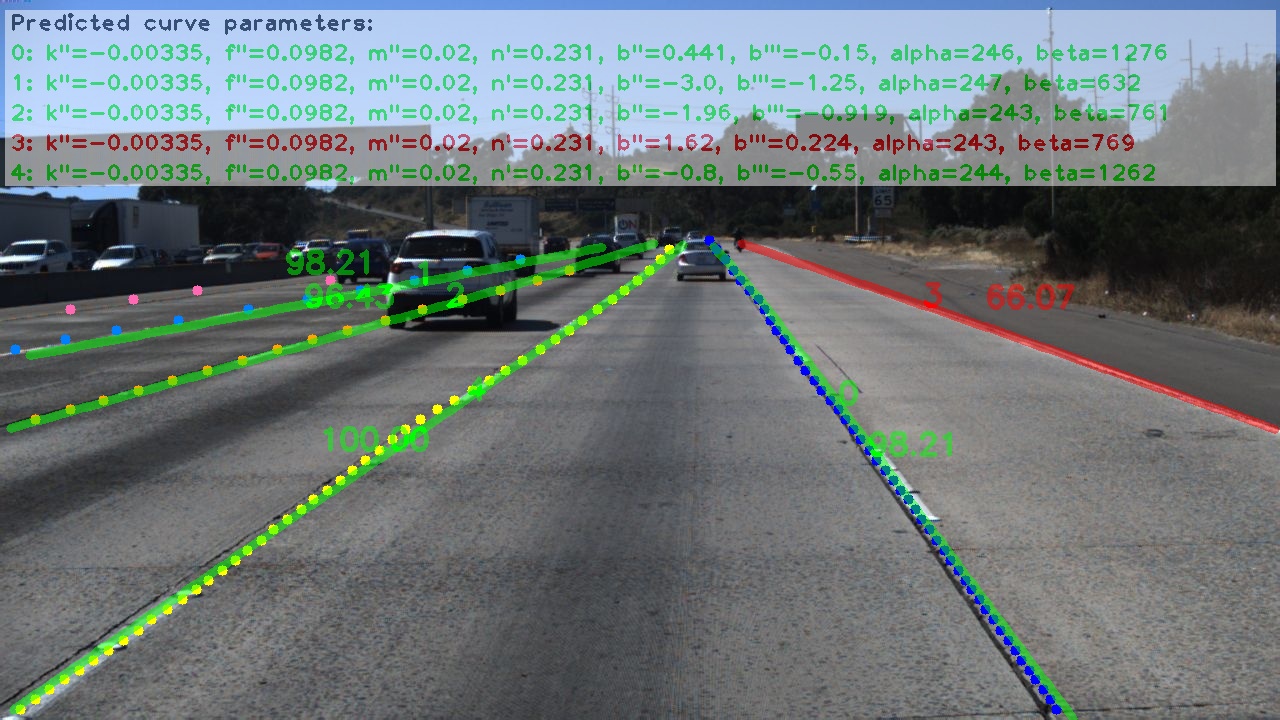 Predicted curve parameters:
0: k"=-0.00335, f"=0.0982, m"=0.02, n'=0.231, b"=0.441, b'''=-0.15, alpha=246, beta=1276
1: k"=-0.00335, f"=0.0982, m"=0.02, n'=0.231, b"=-3.0, b'''=-1.25, alpha=247, beta=632
2: k"=-0.00335, f"=0.0982, m"=0.02, n'=0.231, b"=-1.96, b'''=-0.919, alpha=243, beta=761
3: k"=-0.00335, f"=0.0982, m"=0.02, n'=0.231, b"=1.62, b'''=0.224, alpha=243, beta=769
4: k"=-0.00335, f"=0.0982, m"=0.02, n'=0.231, b"=-0.8, b'''=-0.55, alpha=244, beta=1262
65
ON
98.21 1
96.43 2
3 66.07
4
0
100.00
98.21